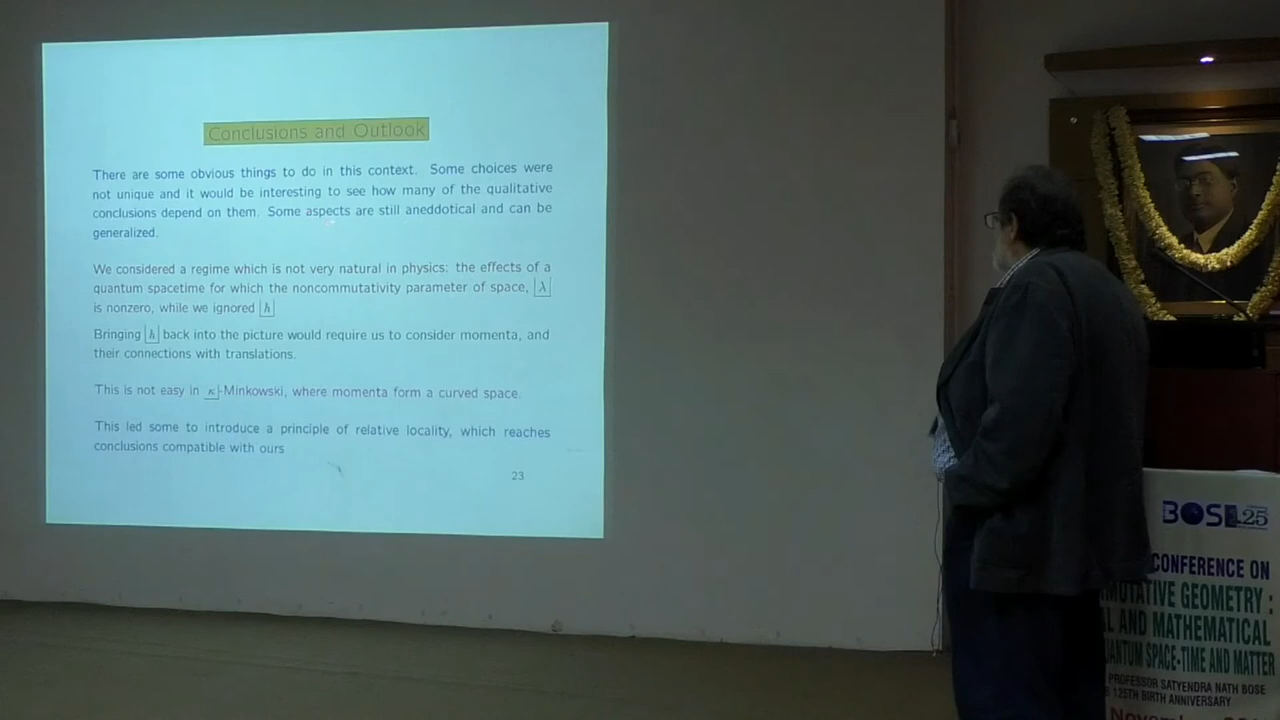 Conclusions and Outlook
There are some obvious things to do in this context. Some choices were
not unique and it would be interesting to see how many of the qualitative
conclusions depend on them. Some aspects are still aneddotical and can be
generalized.
We considered a regime which is not very natural in physics: the effects of a
quantum spacetime for which the noncommutativity parameter of space, λ
is nonzero, while we ignored ħ
Bringing ħ back into the picture would require us to consider momenta, and
their connections with translations.
This is not easy in κ-Minkowski, where momenta form a curved space.
This led some to introduce a principle of relative locality, which reaches
conclusions compatible with ours
23
BOSE 125
CONFERENCE ON
MUTATIVE GEOMETRY :
L AND MATHEMATICAL
UANTUM SPACE-TIME AND MATTER
PROFESSOR SATYENDRA NATH BOSE
125TH BIRTH ANNIVERSARY